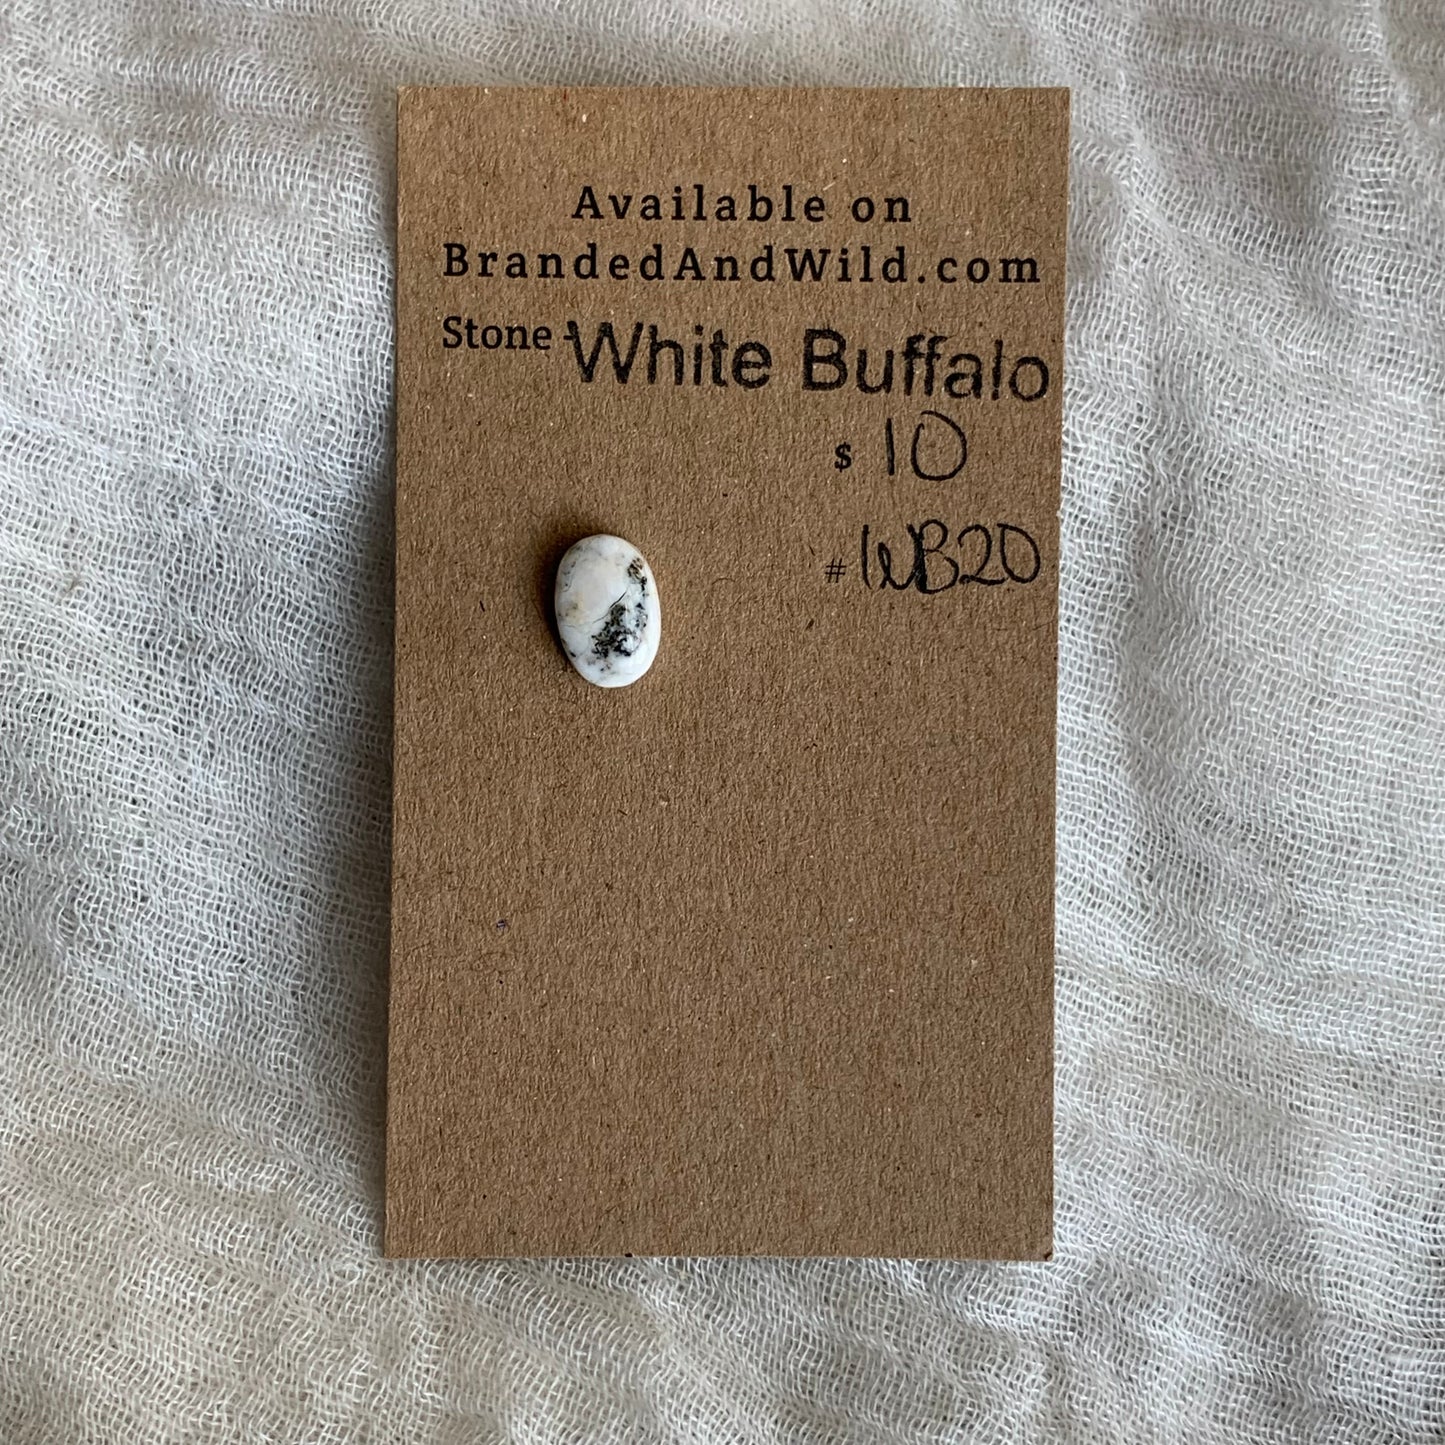 Available on
BrandedAndWild.com
Stone - White Buffalo
$ 10
# WB20